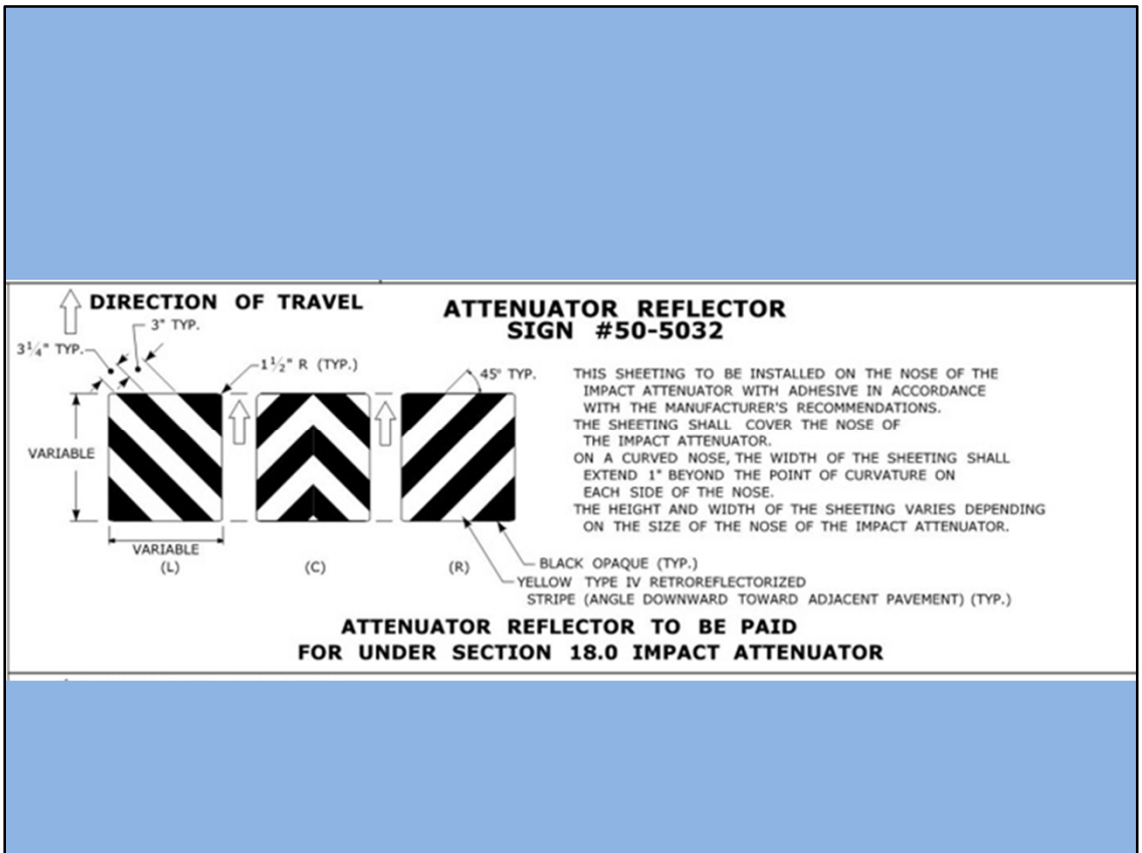 DIRECTION OF TRAVEL
ATTENUATOR REFLECTOR
SIGN #50-5032
3" TYP.
3 1/4" TYP.
1 1/2" R (TYP.)
45° TYP.
VARIABLE
VARIABLE
(L)
(C)
(R)
THIS SHEETING TO BE INSTALLED ON THE NOSE OF THE
IMPACT ATTENUATOR WITH ADHESIVE IN ACCORDANCE
WITH THE MANUFACTURER'S RECOMMENDATIONS.
THE SHEETING SHALL COVER THE NOSE OF
THE IMPACT ATTENUATOR.
ON A CURVED NOSE, THE WIDTH OF THE SHEETING SHALL
EXTEND 1" BEYOND THE POINT OF CURVATURE ON
EACH SIDE OF THE NOSE.
THE HEIGHT AND WIDTH OF THE SHEETING VARIES DEPENDING
ON THE SIZE OF THE NOSE OF THE IMPACT ATTENUATOR.
BLACK OPAQUE (TYP.)
YELLOW TYPE IV RETROREFLECTORIZED
STRIPE (ANGLE DOWNWARD TOWARD ADJACENT PAVEMENT) (TYP.)
ATTENUATOR REFLECTOR TO BE PAID
FOR UNDER SECTION 18.0 IMPACT ATTENUATOR